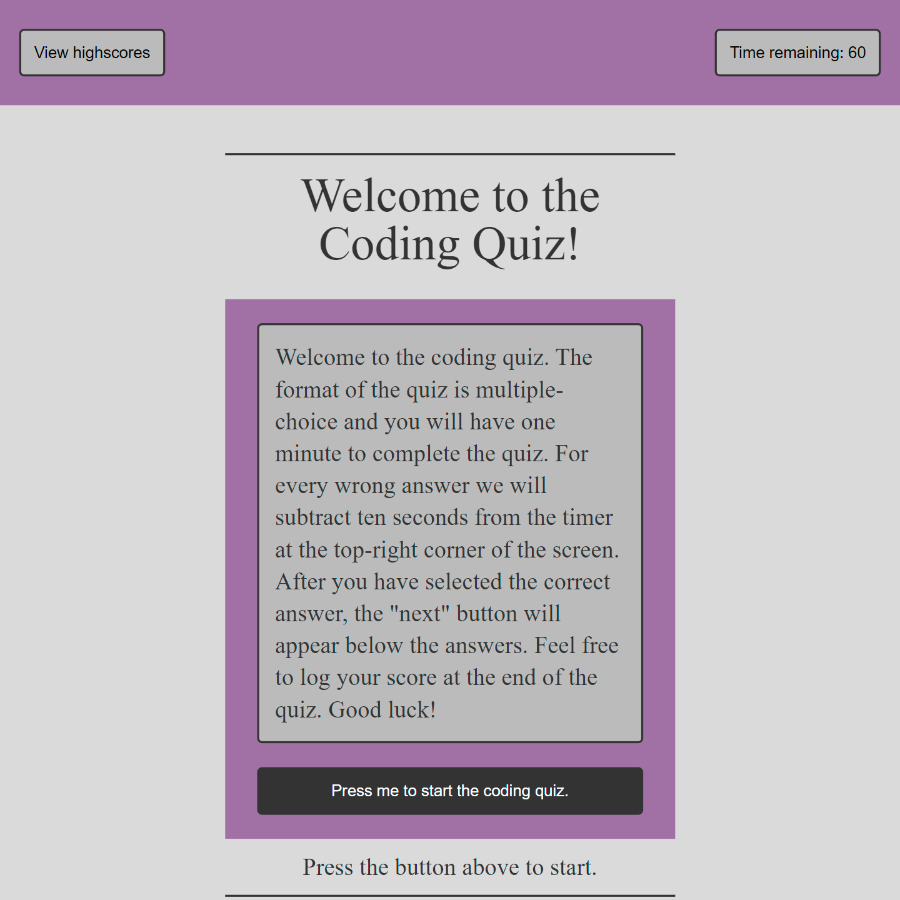 View highscores
Time remaining: 60
Welcome to the
Coding Quiz!
Welcome to the coding quiz. The
format of the quiz is multiple-
choice and you will have one
minute to complete the quiz. For
every wrong answer we will
subtract ten seconds from the timer
at the top-right corner of the screen.
After you have selected the correct
answer, the "next" button will
appear below the answers. Feel free
to log your score at the end of the
quiz. Good luck!
Press me to start the coding quiz.
Press the button above to start.